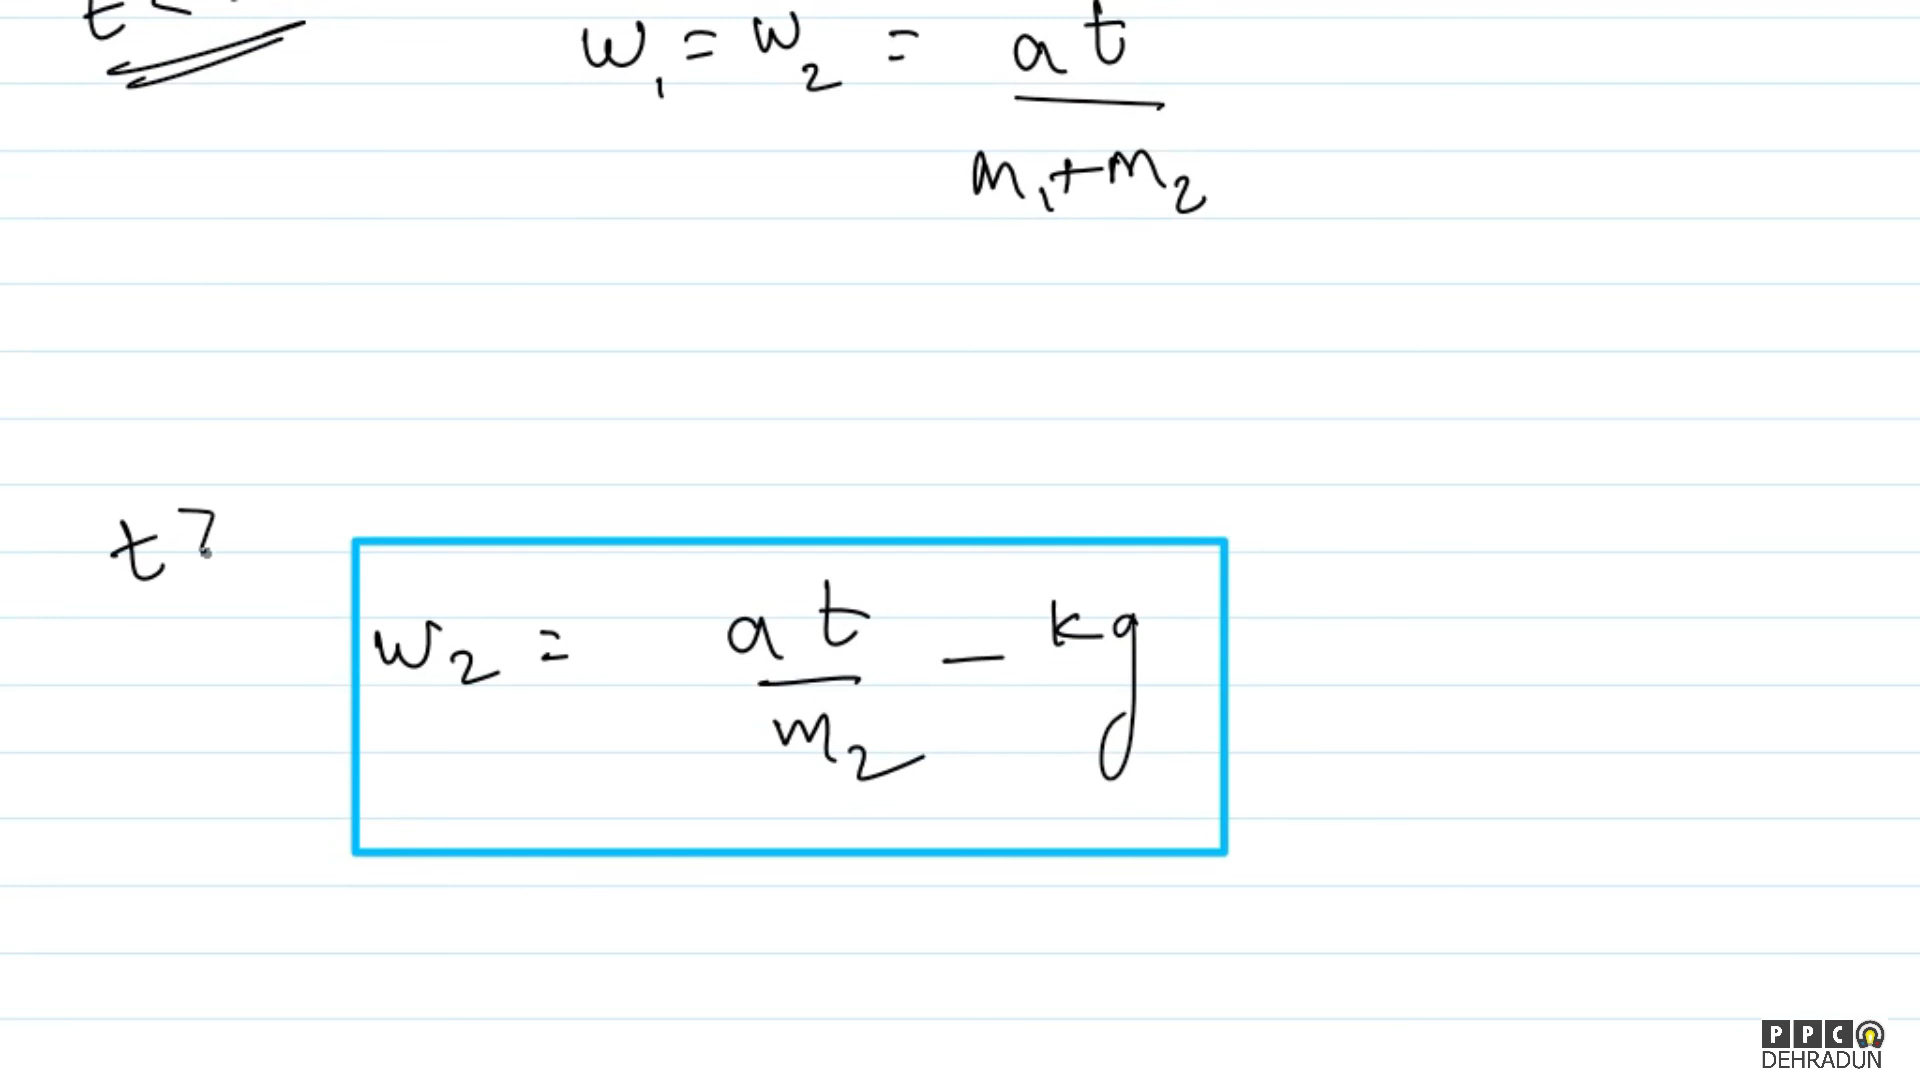 t <
w₁ = w₂ = at
m₁+m₂
t >
w₂ = at — kg
m₂
PPC
DEHRADUN